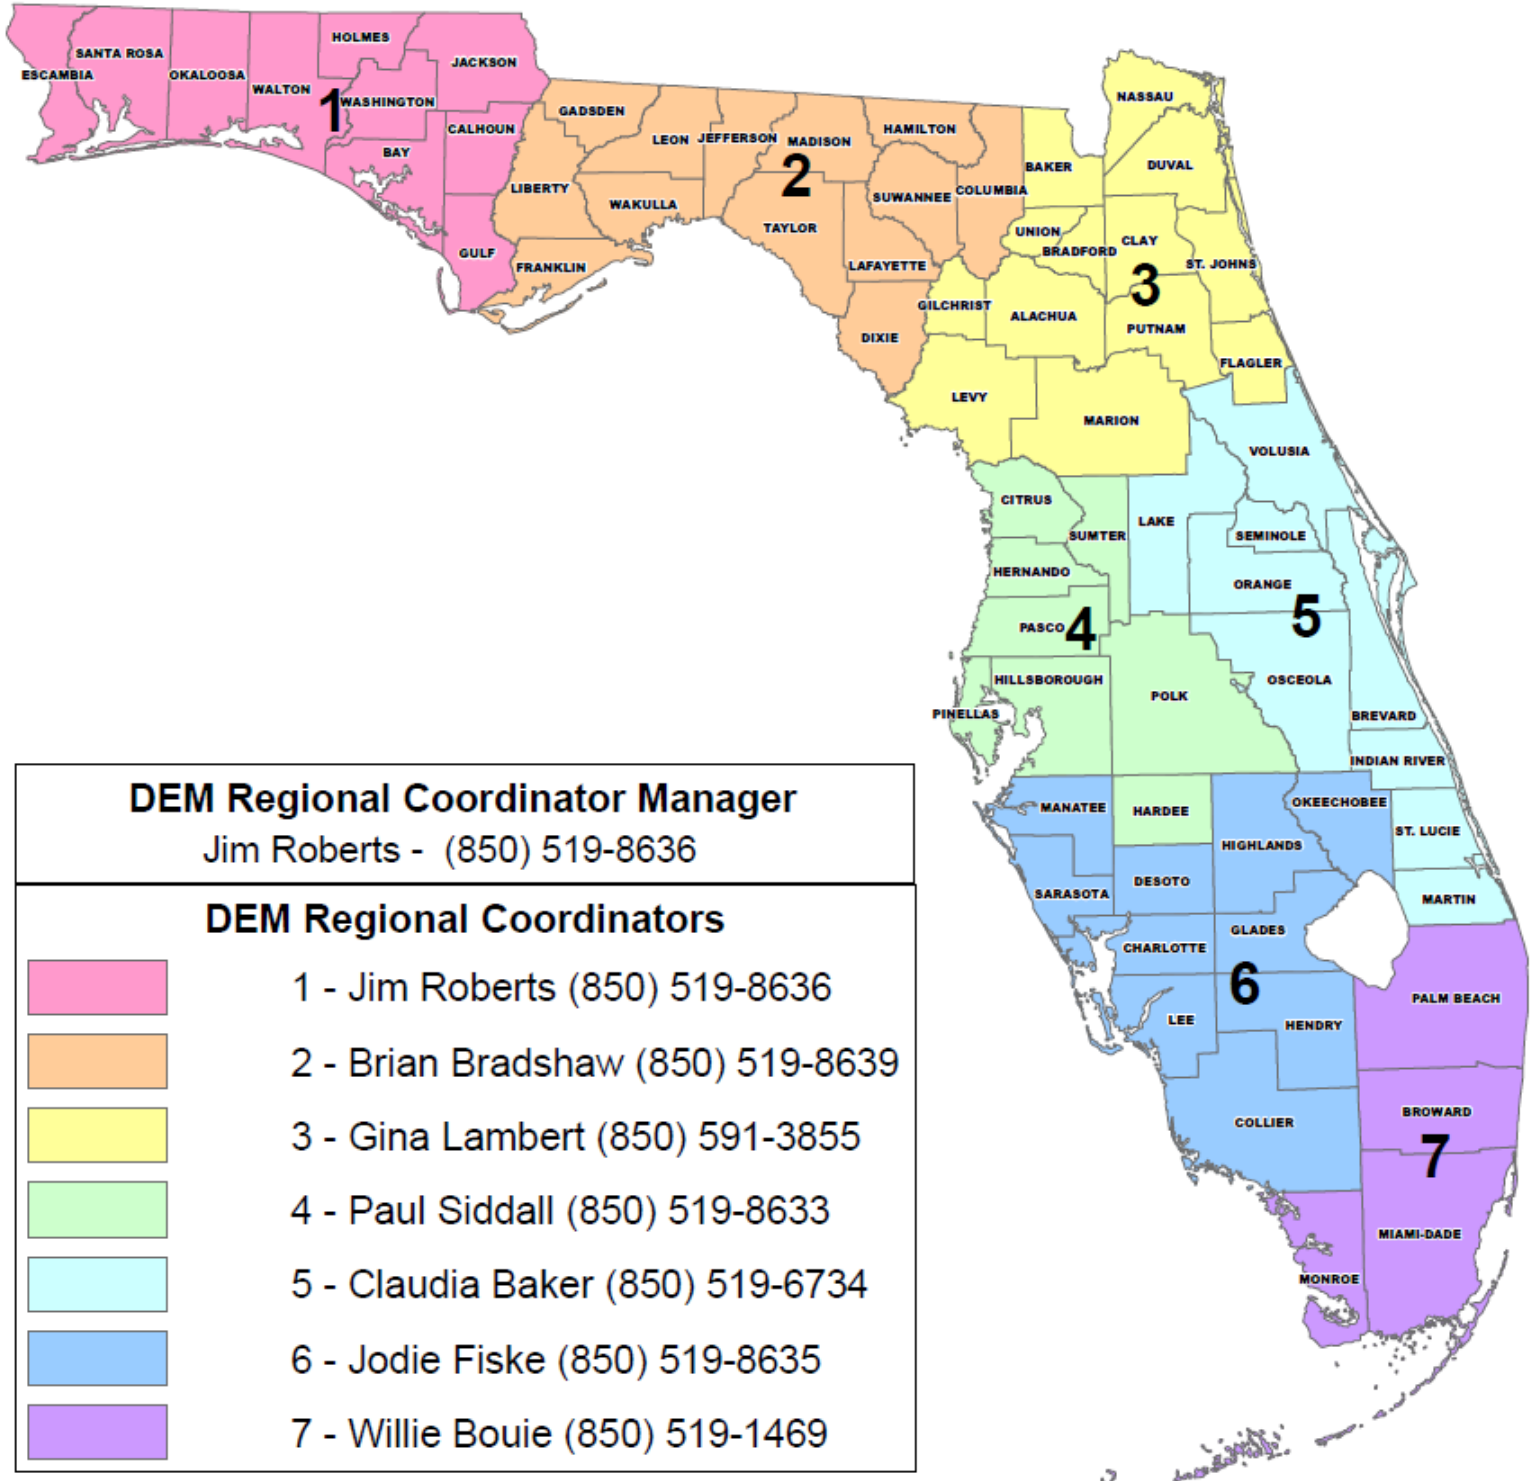 HOLMES
SANTA ROSA
JACKSON
ESCAMBIA
OKALOOSA
WALTON
1
WASHINGTON
CALHOUN
BAY
GULF
GADSDEN
LEON
JEFFERSON
MADISON
HAMILTON
2
LIBERTY
WAKULLA
SUWANNEE
COLUMBIA
TAYLOR
FRANKLIN
LAFAYETTE
DIXIE
NASSAU
BAKER
DUVAL
UNION
BRADFORD
CLAY
ST. JOHNS
3
GILCHRIST
ALACHUA
PUTNAM
FLAGLER
LEVY
MARION
VOLUSIA
CITRUS
LAKE
SUMTER
SEMINOLE
HERNANDO
ORANGE
5
PASCO
4
HILLSBOROUGH
POLK
OSCEOLA
PINELLAS
BREVARD
INDIAN RIVER
MANATEE
HARDEE
OKEECHOBEE
ST. LUCIE
HIGHLANDS
DESOTO
SARASOTA
MARTIN
GLADES
CHARLOTTE
6
PALM BEACH
LEE
HENDRY
BROWARD
COLLIER
7
MIAMI-DADE
MONROE
DEM Regional Coordinator Manager
Jim Roberts - (850) 519-8636
DEM Regional Coordinators
1 - Jim Roberts (850) 519-8636
2 - Brian Bradshaw (850) 519-8639
3 - Gina Lambert (850) 591-3855
4 - Paul Siddall (850) 519-8633
5 - Claudia Baker (850) 519-6734
6 - Jodie Fiske (850) 519-8635
7 - Willie Bouie (850) 519-1469